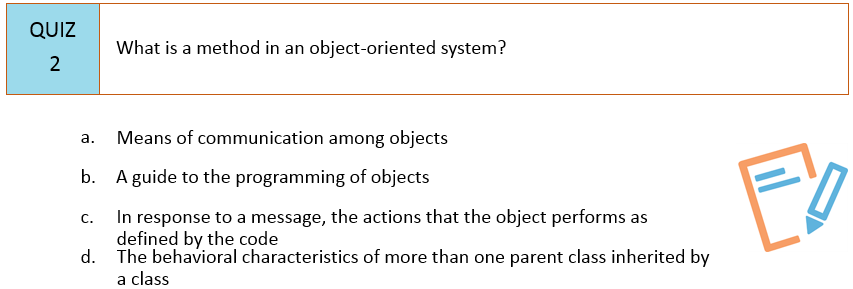 QUIZ
2
What is a method in an object-oriented system?
a. Means of communication among objects
b. A guide to the programming of objects
c. In response to a message, the actions that the object performs as
defined by the code
d. The behavioral characteristics of more than one parent class inherited by
a class